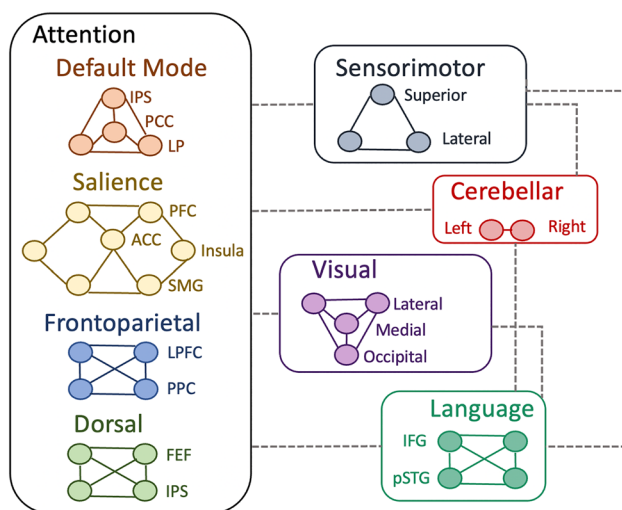 Attention
Default Mode
IPS
PCC
LP
Salience
PFC
ACC
Insula
SMG
Frontoparietal
LPFC
PPC
Dorsal
FEF
IPS
Sensorimotor
Superior
Lateral
Cerebellar
Left
Right
Visual
Lateral
Medial
Occipital
Language
IFG
pSTG